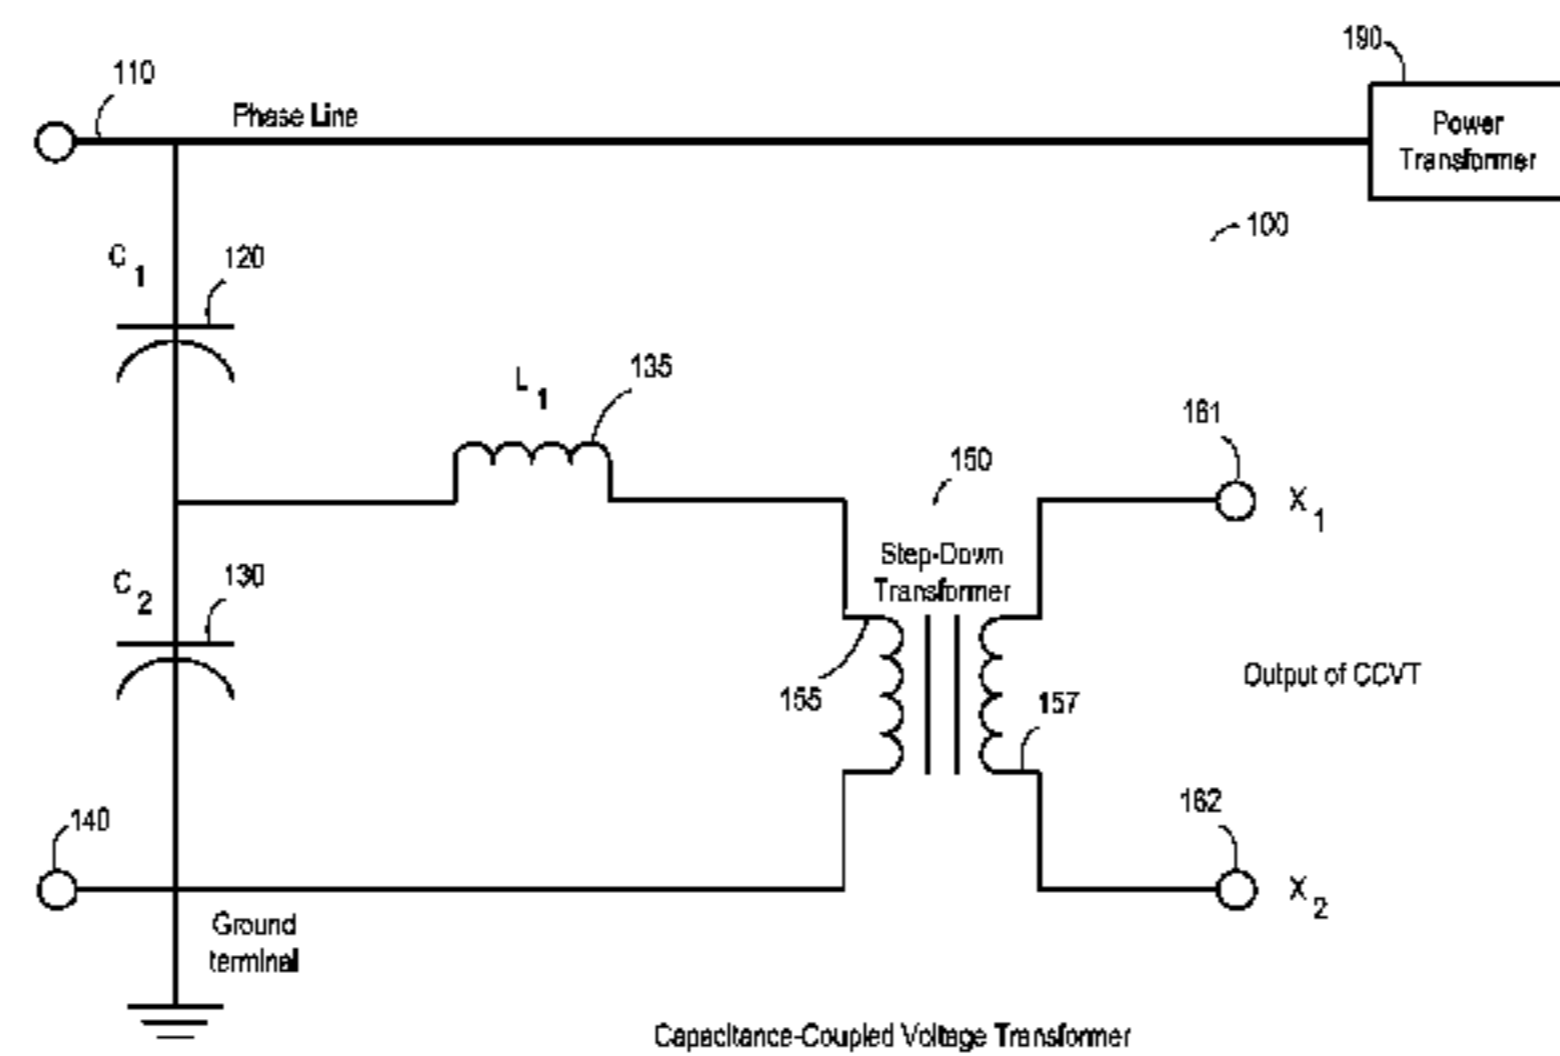 190
110
Phase Line
Power
Transformer
100
C1
120
L1
135
161
150
X1
Step-Down
Transformer
C2
130
155
157
Output of CCVT
140
162
X2
Ground
terminal
Capacitance-Coupled Voltage Transformer